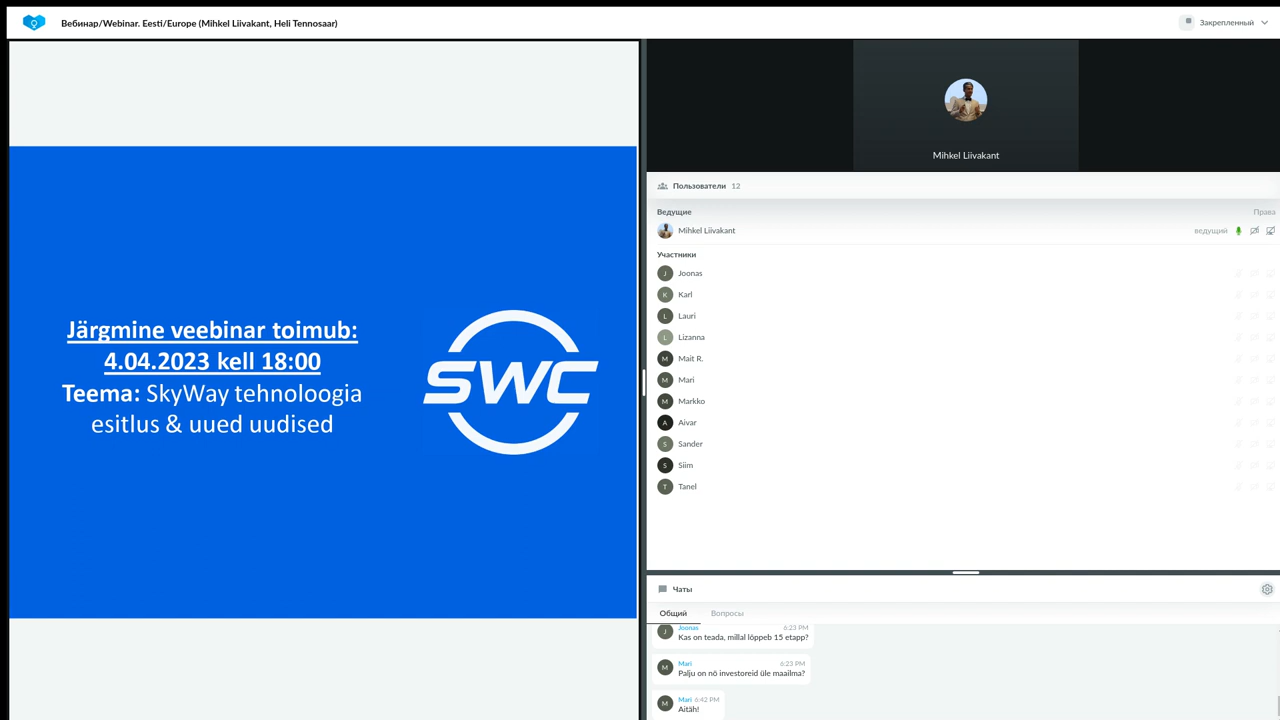 Вебинар/Webinar. Eesti/Europe (Mihkel Liivakant, Heli Tennosaar)
Закрепленный
Järgmine veebinar toimub:
4.04.2023 kell 18:00
Teema: SkyWay tehnoloogia
esitlus & uued uudised
SWC
Mihkel Liivakant
Пользователи 12
Ведущие Права
Mihkel Liivakant ведущий
Участники
J Joonas
K Karl
L Lauri
L Lizanna
M Mait R.
M Mari
M Markko
A Aivar
S Sander
S Siim
T Tanel
Чаты
Общий Вопросы
J Joonas 6:23 PM
Kas on teada, millal lõppeb 15 etapp?
M Mari 6:23 PM
Palju on nö investoreid üle maailma?
M Mari 6:42 PM
Aitäh!